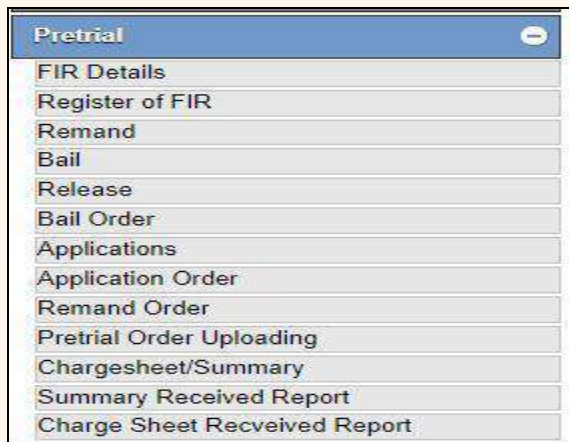 Pretrial
FIR Details
Register of FIR
Remand
Bail
Release
Bail Order
Applications
Application Order
Remand Order
Pretrial Order Uploading
Chargesheet/Summary
Summary Received Report
Charge Sheet Recveived Report